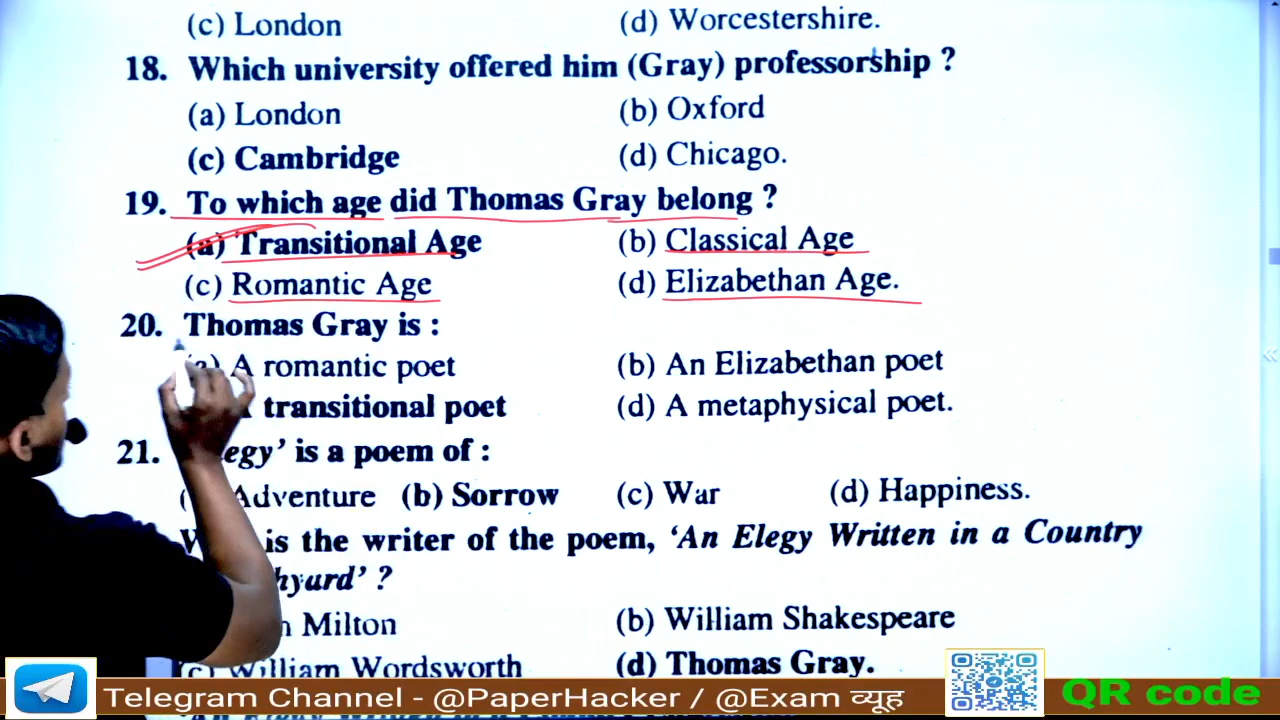 (c) London (d) Worcestershire.
18. Which university offered him (Gray) professorship ?
(a) London (b) Oxford
(c) Cambridge (d) Chicago.
19. To which age did Thomas Gray belong ?
(a) Transitional Age (b) Classical Age
(c) Romantic Age (d) Elizabethan Age.
20. Thomas Gray is :
(a) A romantic poet (b) An Elizabethan poet
transitional poet (d) A metaphysical poet.
21. egy’ is a poem of :
Adventure (b) Sorrow (c) War (d) Happiness.
is the writer of the poem, ‘An Elegy Written in a Country
hyard’ ?
Milton (b) William Shakespeare
(c) William Wordsworth (d) Thomas Gray.
Telegram Channel - @PaperHacker / @Exam व्यूह
QR code